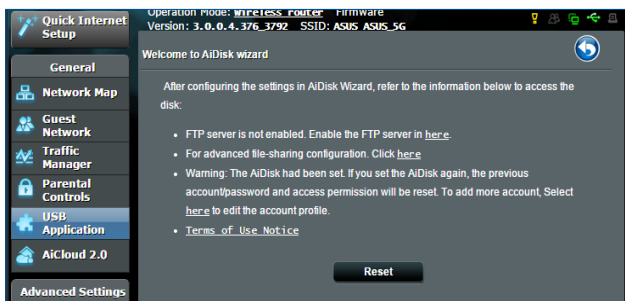 Quick Internet
Setup
General
Network Map
Guest
Network
Traffic
Manager
Parental
Controls
USB
Application
AiCloud 2.0
Advanced Settings
Operation Mode: Wireless router Firmware
Version: 3.0.0.4.376_3792 SSID: ASUS ASUS_5G
Welcome to AiDisk wizard
After configuring the settings in AiDisk Wizard, refer to the information below to access the
disk:
• FTP server is not enabled. Enable the FTP server in here.
• For advanced file-sharing configuration. Click here
• Warning: The AiDisk had been set. If you set the AiDisk again, the previous
account/password and access permission will be reset. To add more account, Select
here to edit the account profile.
• Terms of Use Notice
Reset